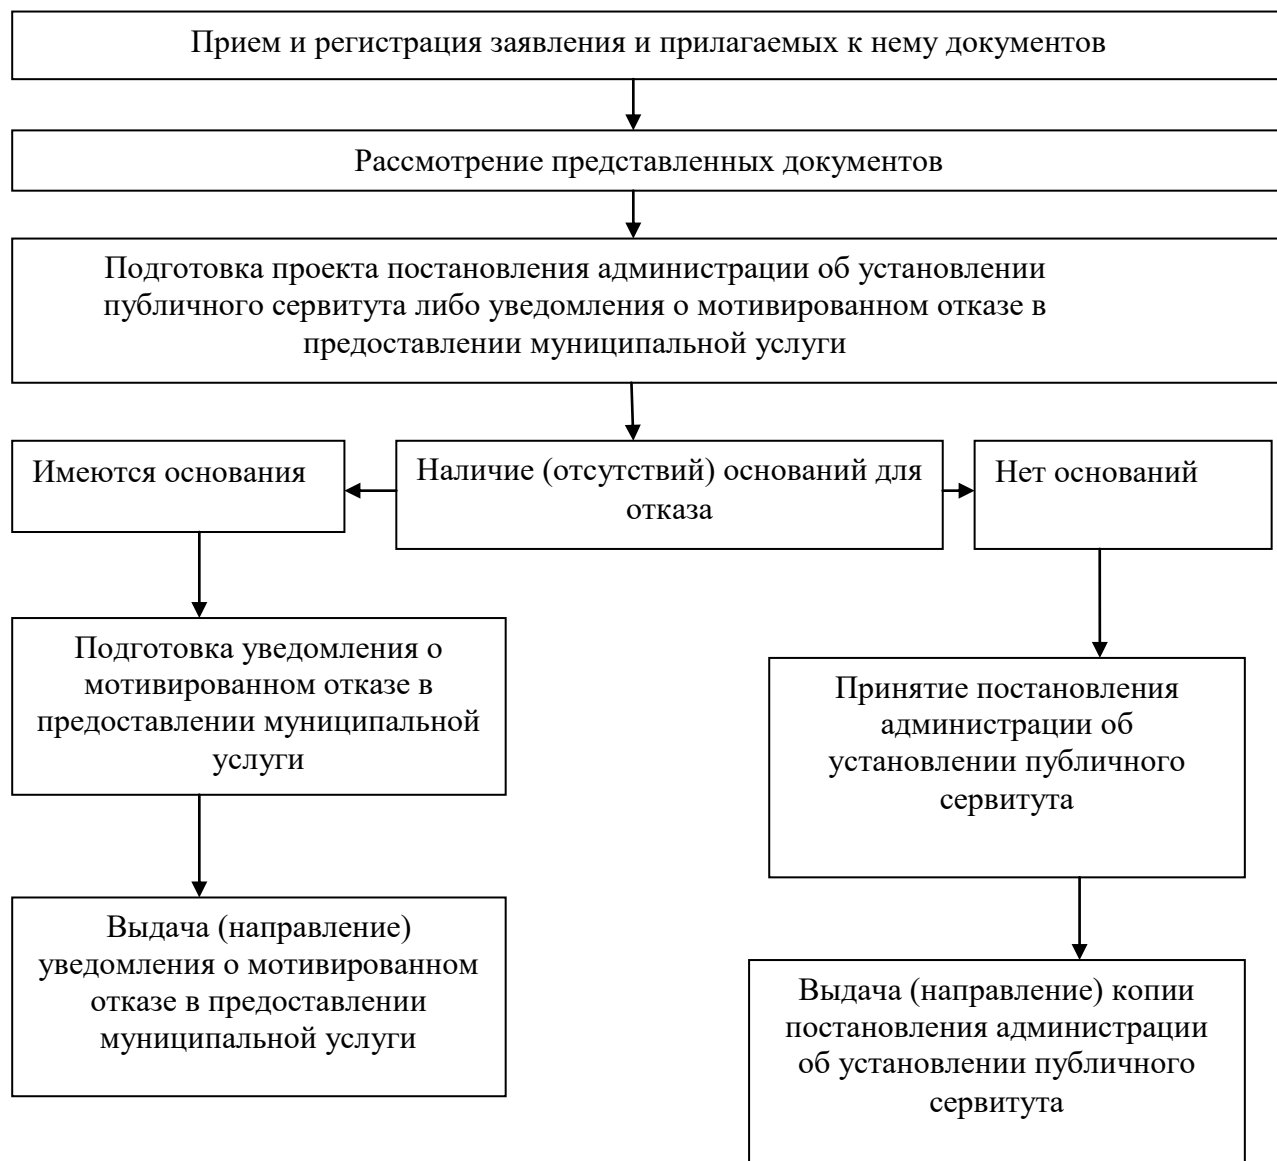 Прием и регистрация заявления и прилагаемых к нему документов
Рассмотрение представленных документов
Подготовка проекта постановления администрации об установлении
публичного сервитута либо уведомления о мотивированном отказе в
предоставлении муниципальной услуги
Имеются основания
Наличие (отсутствий) оснований для
отказа
Нет оснований
Подготовка уведомления о
мотивированном отказе в
предоставлении муниципальной
услуги
Принятие постановления
администрации об
установлении публичного
сервитута
Выдача (направление)
уведомления о мотивированном
отказе в предоставлении
муниципальной услуги
Выдача (направление) копии
постановления администрации
об установлении публичного
сервитута